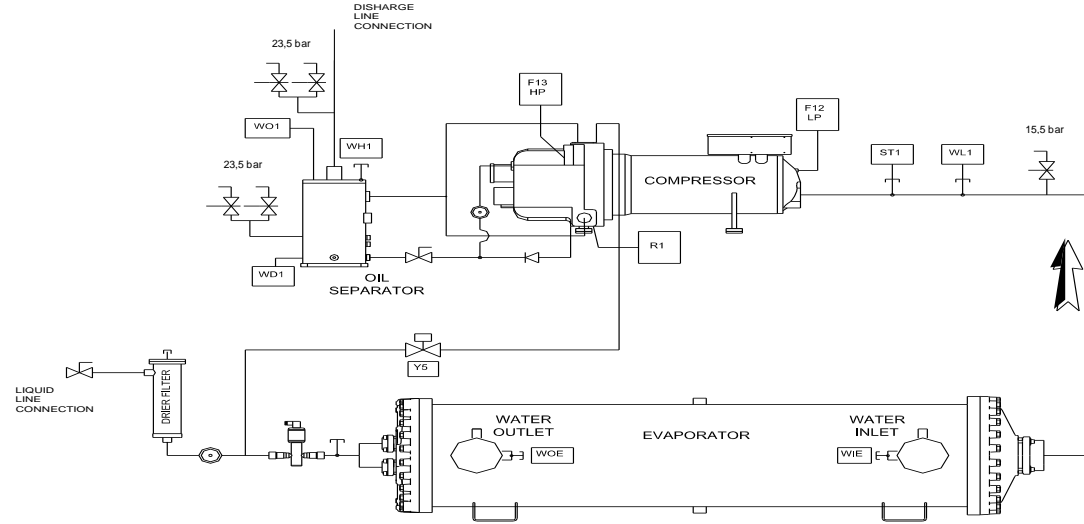 DISHARGE
LINE
CONNECTION
23,5 bar
F13
HP
F12
LP
WO1
WH1
ST1
WL1
15,5 bar
23,5 bar
COMPRESSOR
R1
WD1
OIL
SEPARATOR
Y5
LIQUID
LINE
CONNECTION
DRIER FILTER
WATER
OUTLET
EVAPORATOR
WATER
INLET
WOE
WIE